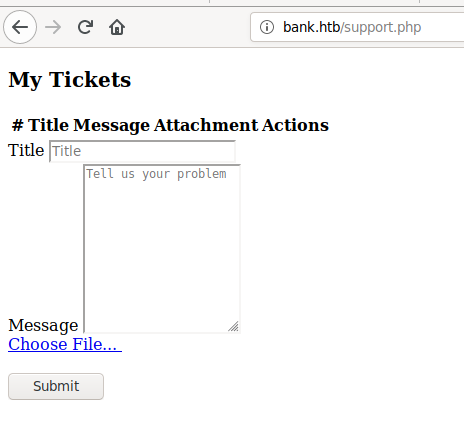 bank.htb/support.php
My Tickets
# Title Message Attachment Actions
Title Title
Tell us your problem
Message
Choose File...
Submit